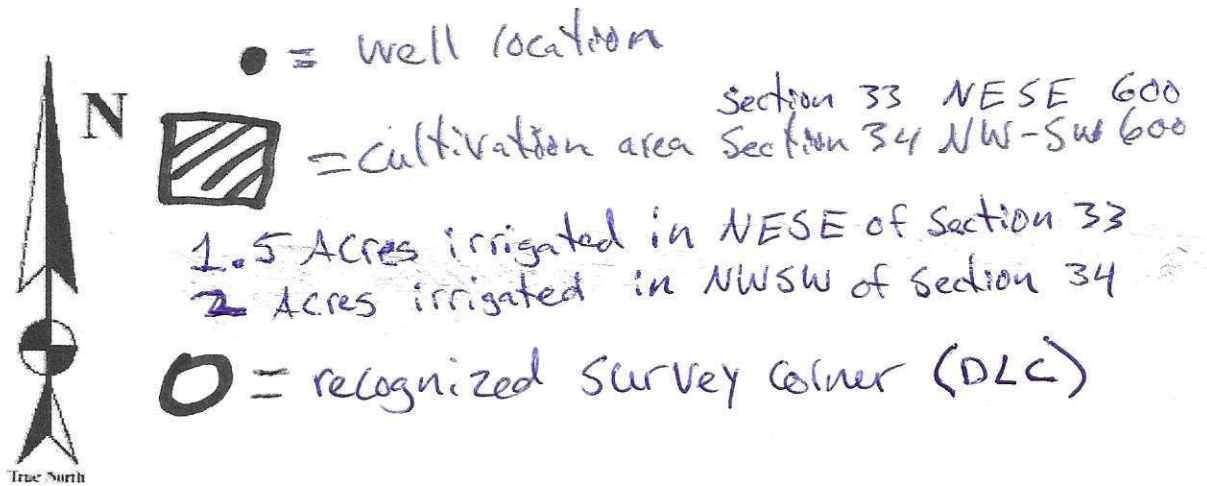 = well location
N
Section 33 NESE 600
= cultivation area Section 34 NW-SW 600
1.5 Acres irrigated in NESE of Section 33
2 Acres irrigated in NWSW of Section 34
= recognized survey corner (DLC)
True North